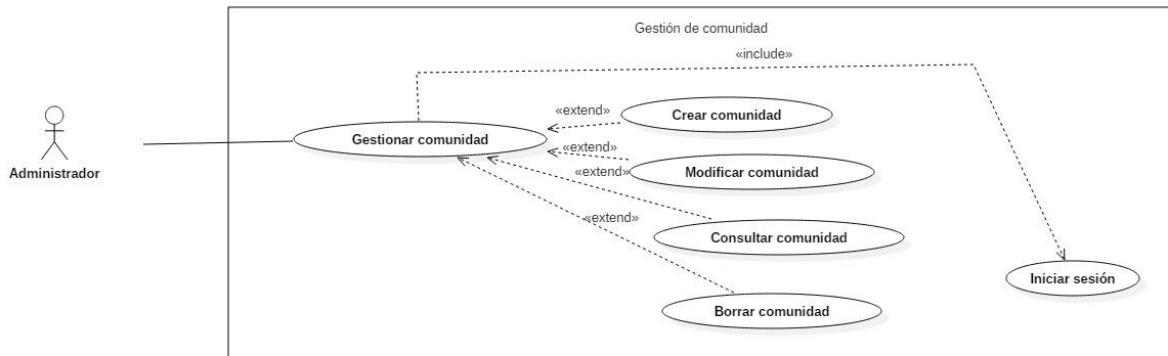 Gestión de comunidad
«include»
«extend»
Crear comunidad
Gestionar comunidad
«extend»
Modificar comunidad
«extend»
Administrador
«extend»
Consultar comunidad
Iniciar sesión
Borrar comunidad